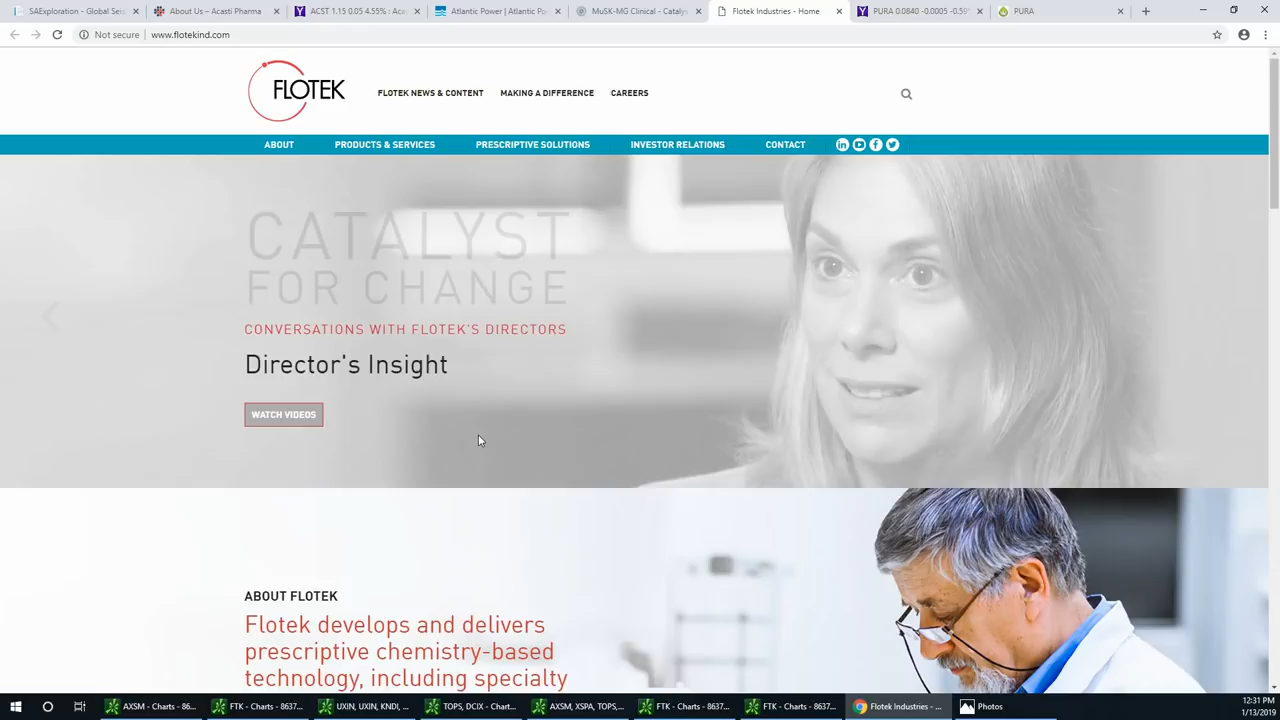 SAExploration - Global Seis
About Us – Acasti Pharma
ACST 1.15 0.05 4.55% : Aca
Atlantic Power | Atlantic Po
MuSK-MG Clinical - Cataly
Flotek Industries - Home
PURA 0.0840 -0.0005 -0.59%
PURA
Not secure
www.flotekind.com
FLOTEK
FLOTEK NEWS & CONTENT
MAKING A DIFFERENCE
CAREERS
ABOUT
PRODUCTS & SERVICES
PRESCRIPTIVE SOLUTIONS
INVESTOR RELATIONS
CONTACT
CATALYST
FOR CHANGE
CONVERSATIONS WITH FLOTEK'S DIRECTORS
Director's Insight
WATCH VIDEOS
ABOUT FLOTEK
Flotek develops and delivers
prescriptive chemistry-based
technology, including specialty
AXSM - Charts - 86...
FTK - Charts - 8637...
UXIN, UXIN, KNDI, ...
TOPS, DCIX - Chart...
AXSM, XSPA, TOPS,...
FTK - Charts - 8637...
FTK - Charts - 8637...
Flotek Industries - ...
Photos
12:31 PM
1/13/2019